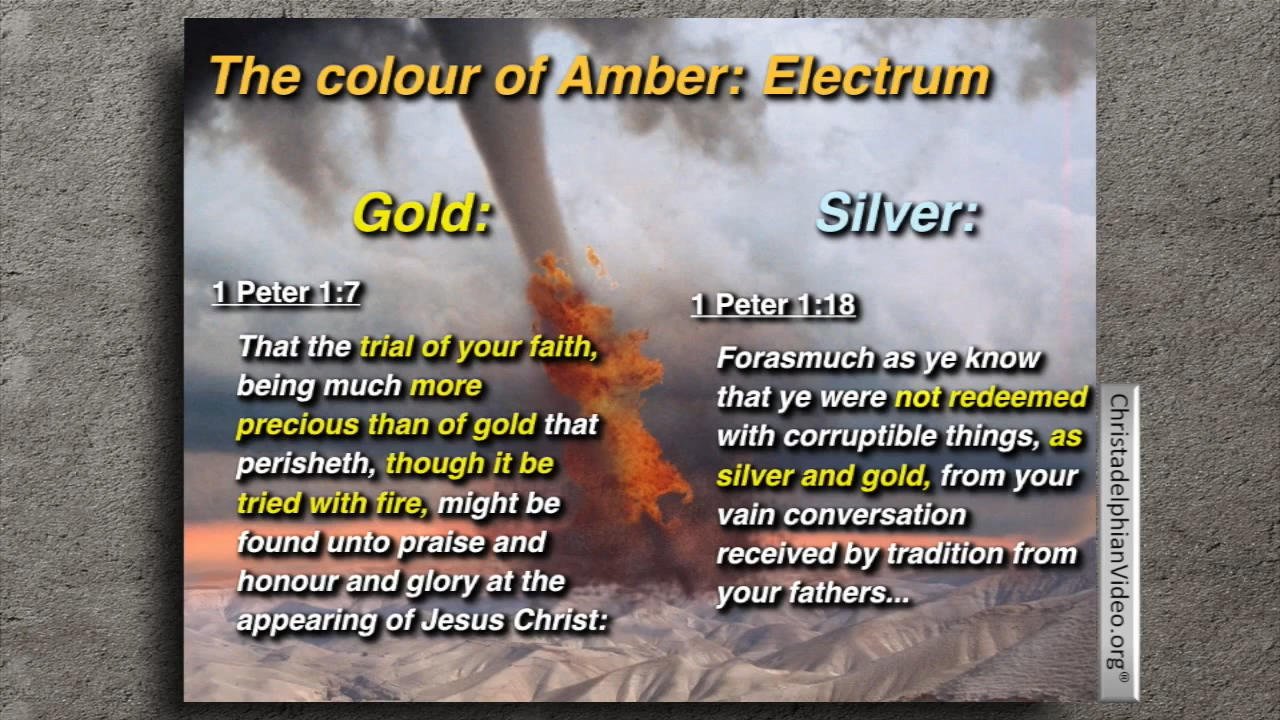 The colour of Amber: Electrum
Gold:
1 Peter 1:7
That the trial of your faith,
being much more
precious than of gold that
perisheth, though it be
tried with fire, might be
found unto praise and
honour and glory at the
appearing of Jesus Christ:
Silver:
1 Peter 1:18
Forasmuch as ye know
that ye were not redeemed
with corruptible things, as
silver and gold, from your
vain conversation
received by tradition from
your fathers...
ChristadelphianVideo.org®